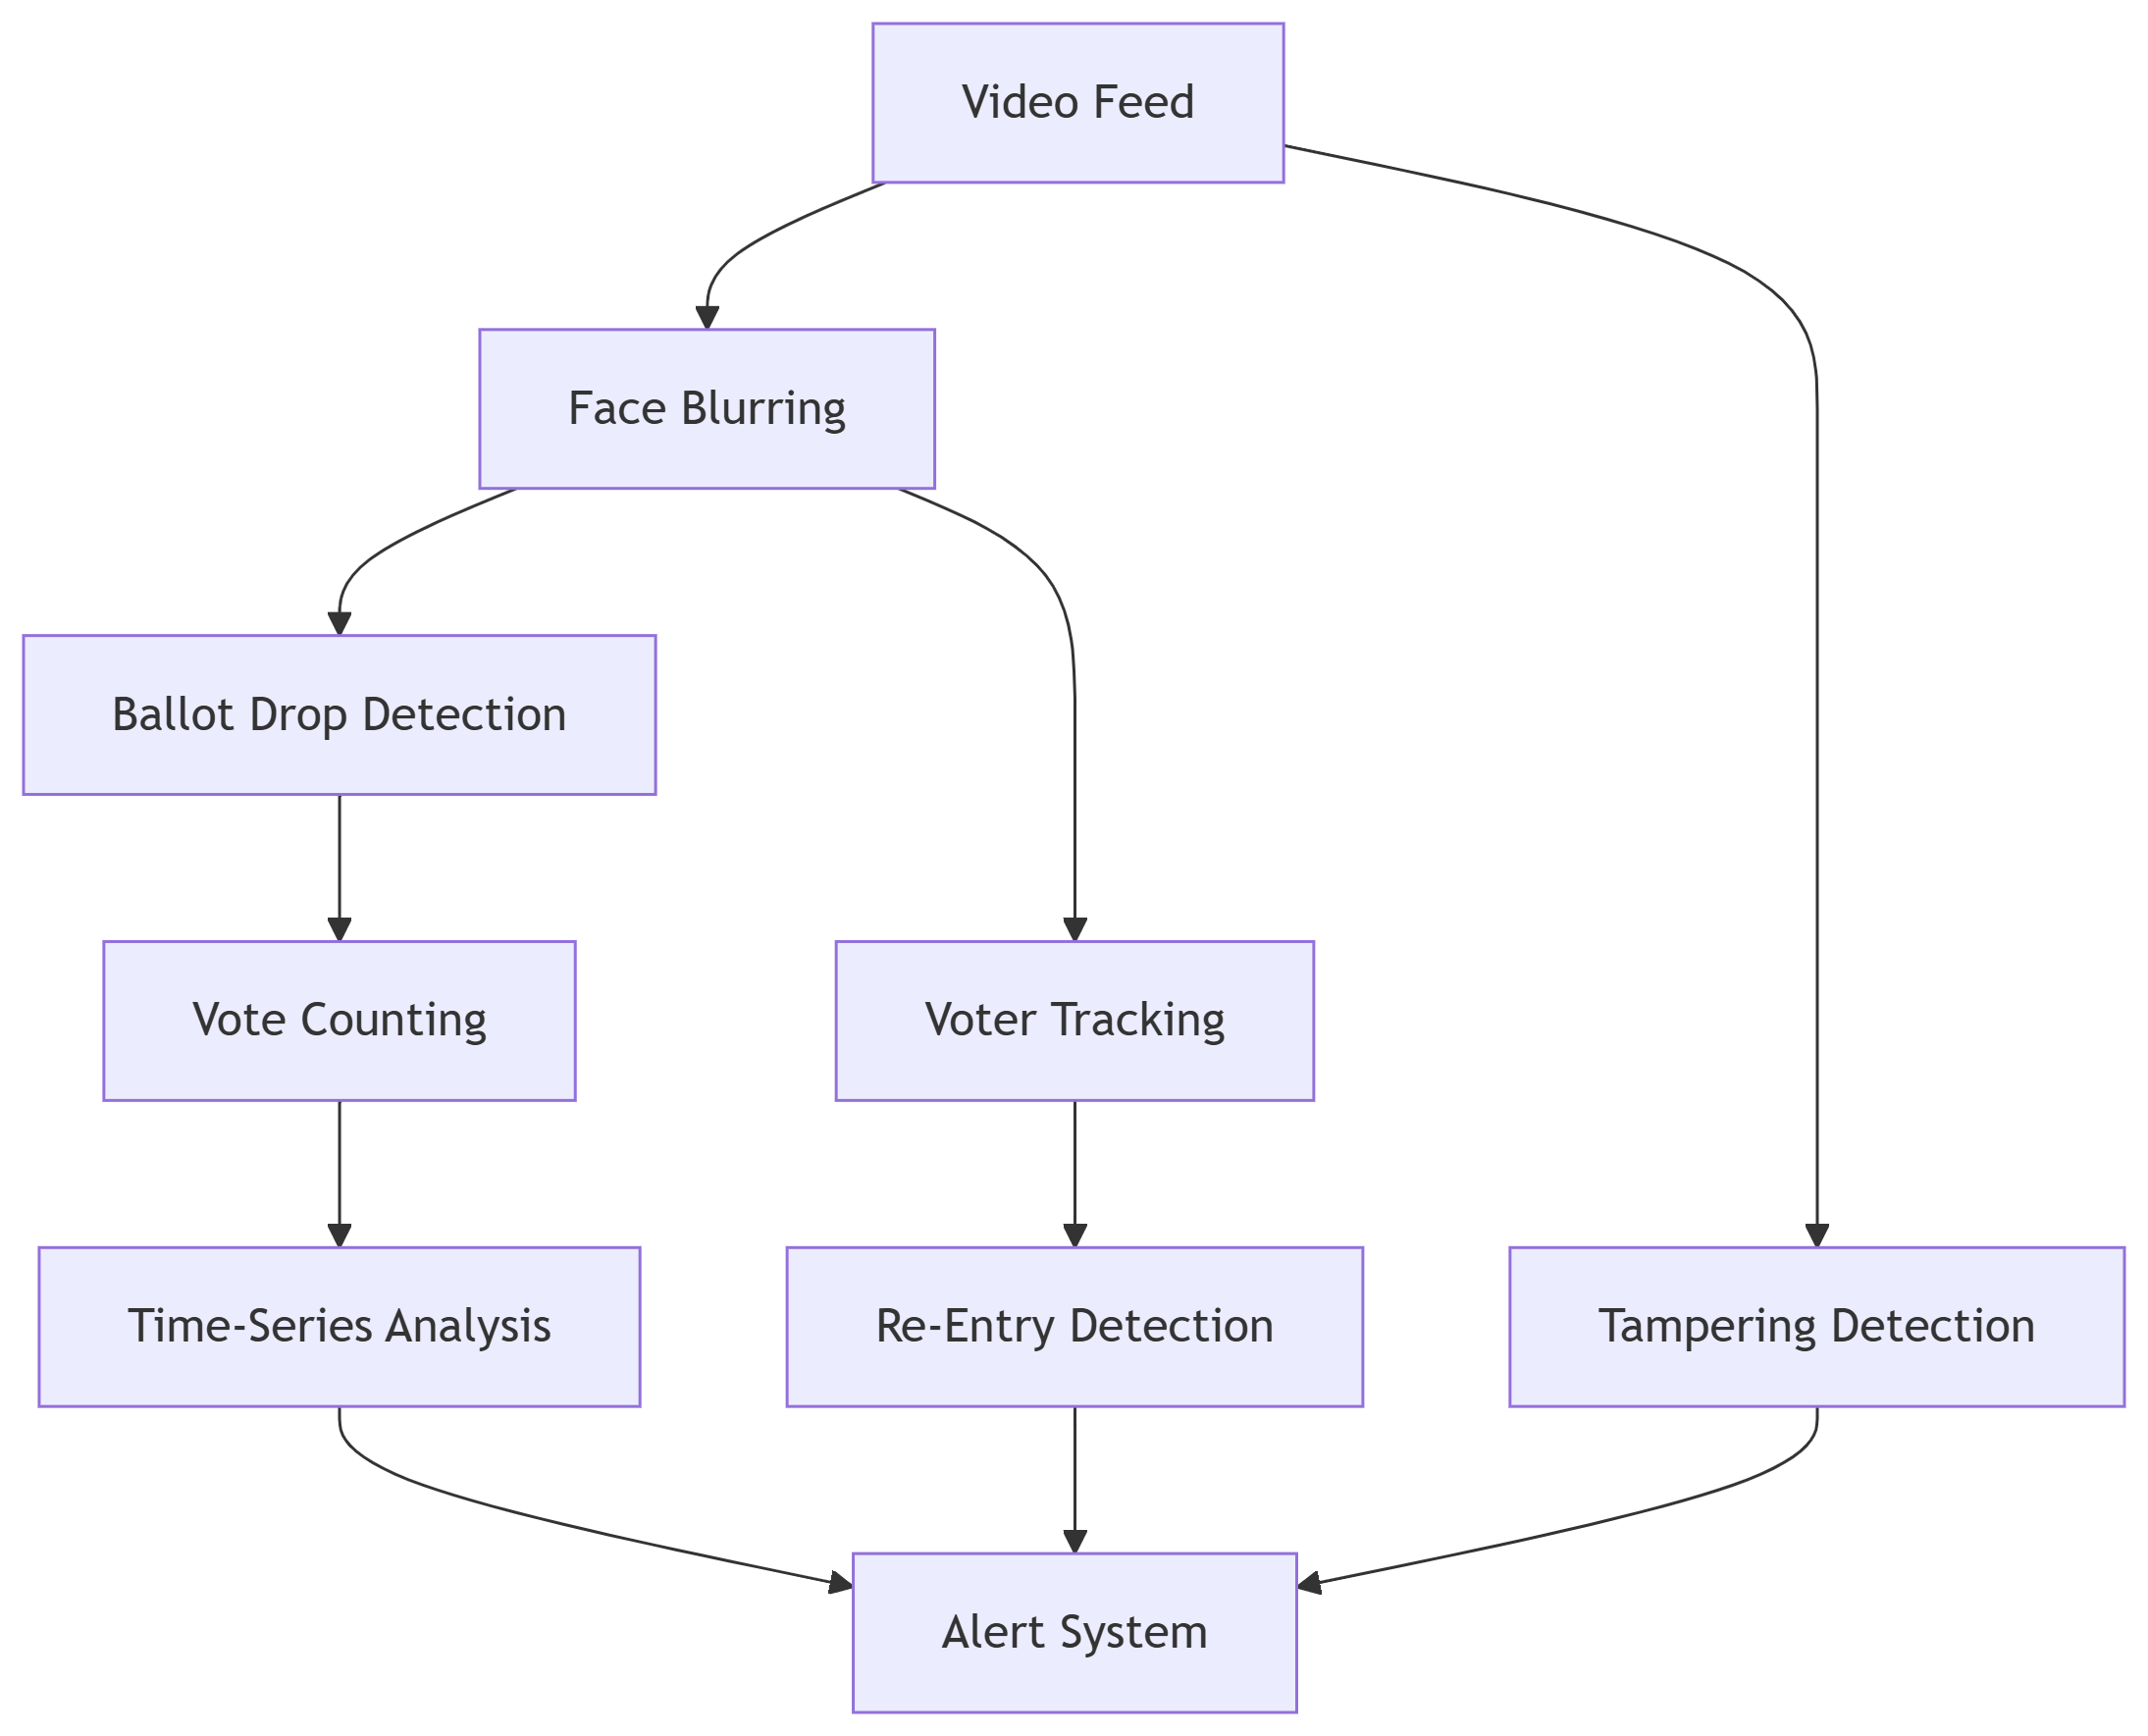 Video Feed
Face Blurring
Ballot Drop Detection
Vote Counting
Voter Tracking
Time-Series Analysis
Re-Entry Detection
Tampering Detection
Alert System